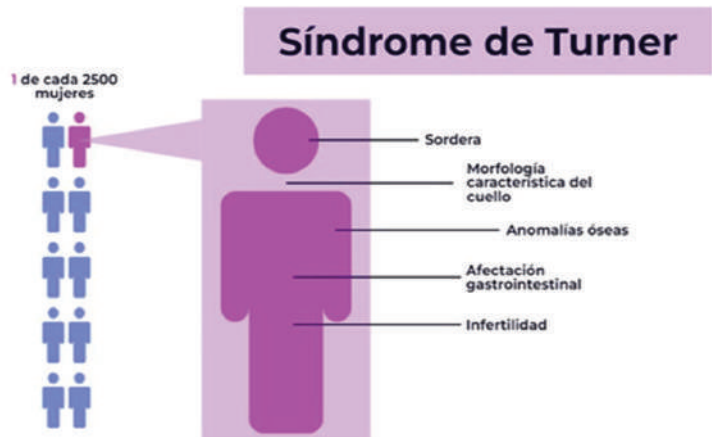 Síndrome de Turner
1 de cada 2500
mujeres
Sordera
Morfología
característica del
cuello
Anomalías óseas
Afectación
gastrointestinal
Infertilidad